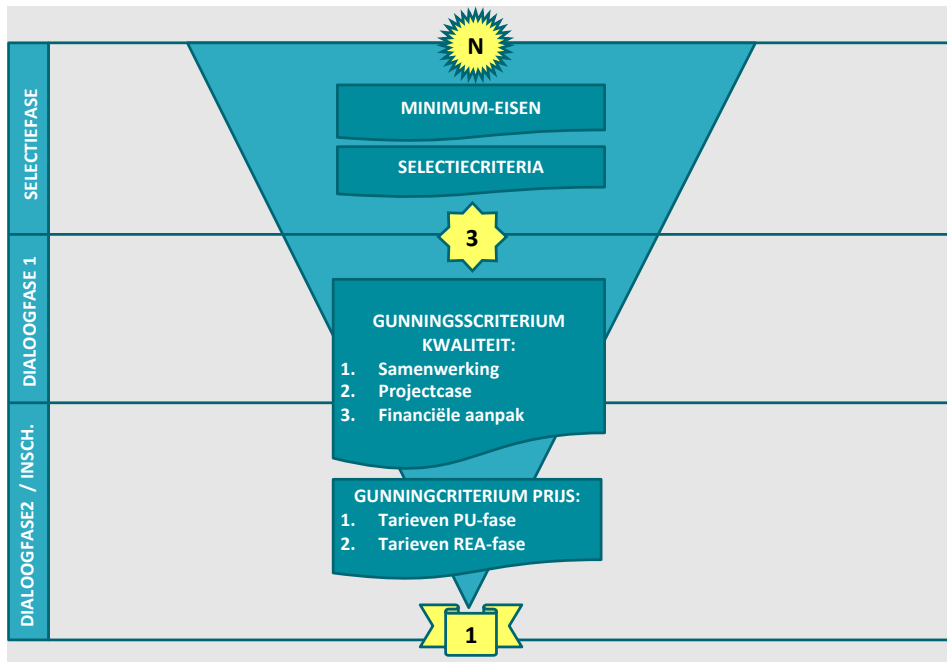 N
SELECTIEFASE
MINIMUM-EISEN
SELECTIECRITERIA
3
DIALOOGFASE 1
GUNNINGSSCRITERIUM
KWALITEIT:
1. Samenwerking
2. Projectcase
3. Financiële aanpak
DIALOOGFASE2 / INSCH.
GUNNINGCRITERIUM PRIJS:
1. Tarieven PU-fase
2. Tarieven REA-fase
1